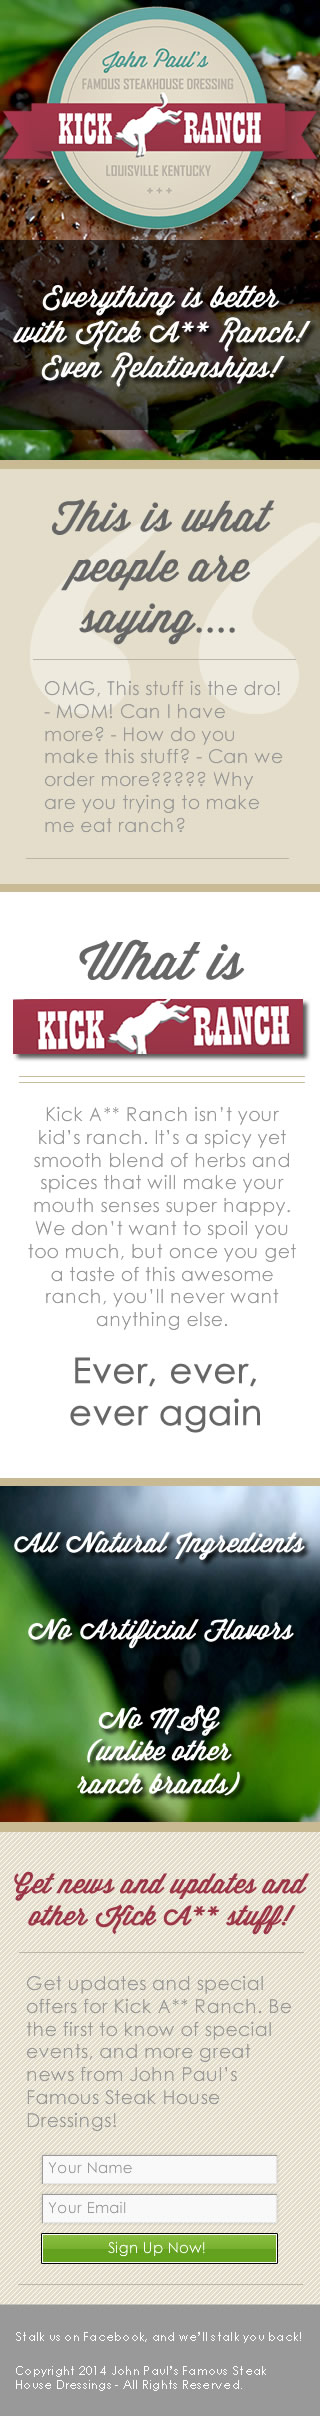 John Paul's
FAMOUS STEAKHOUSE DRESSING
KICK RANCH
LOUISVILLE KENTUCKY
Everything is better
with Kick A** Ranch!
Even Relationships!
This is what
people are
saying....
OMG, This stuff is the dro!
- MOM! Can I have
more? - How do you
make this stuff? - Can we
order more????? Why
are you trying to make
me eat ranch?
What is
KICK RANCH
Kick A** Ranch isn't your
kid's ranch. It's a spicy yet
smooth blend of herbs and
spices that will make your
mouth senses super happy.
We don't want to spoil you
too much, but once you get
a taste of this awesome
ranch, you'll never want
anything else.
Ever, ever,
ever again
All Natural Ingredients
No Artificial Flavors
No MSG
(unlike other
ranch brands)
Get news and updates and
other Kick A** stuff!
Get updates and special
offers for Kick A** Ranch. Be
the first to know of special
events, and more great
news from John Paul's
Famous Steak House
Dressings!
Your Name
Your Email
Sign Up Now!
Stalk us on Facebook, and we'll stalk you back!
Copyright 2014 John Paul's Famous Steak
House Dressings - All Rights Reserved.